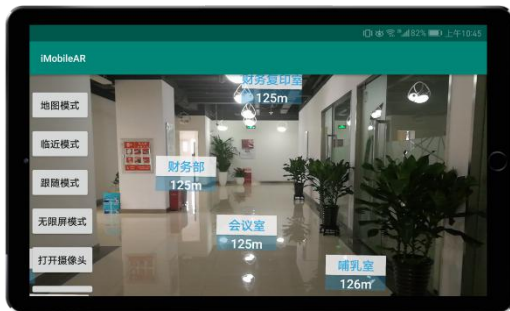 82% 上午10:45
iMobileAR
地图模式
临近模式
跟随模式
无限屏模式
打开摄像头
财务复印室
125m
财务部
125m
会议室
125m
哺乳室
126m